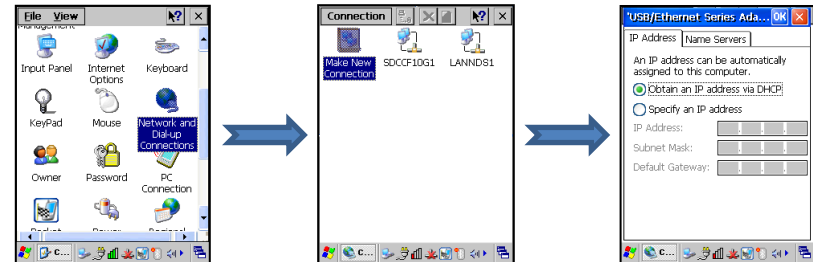 File View
Management
Input Panel
Internet
Options
Keyboard
KeyPad
Mouse
Network and
Dial-up
Connections
Owner
Password
PC
Connection
Pocket
Power
Regional
C...
Connection
Make New
Connection
SDCCF10G1
LANNDS1
C...
'USB/Ethernet Series Ada... OK
IP Address
Name Servers
An IP address can be automatically
assigned to this computer.
Obtain an IP address via DHCP
Specify an IP address
IP Address:
Subnet Mask:
Default Gateway:
C...